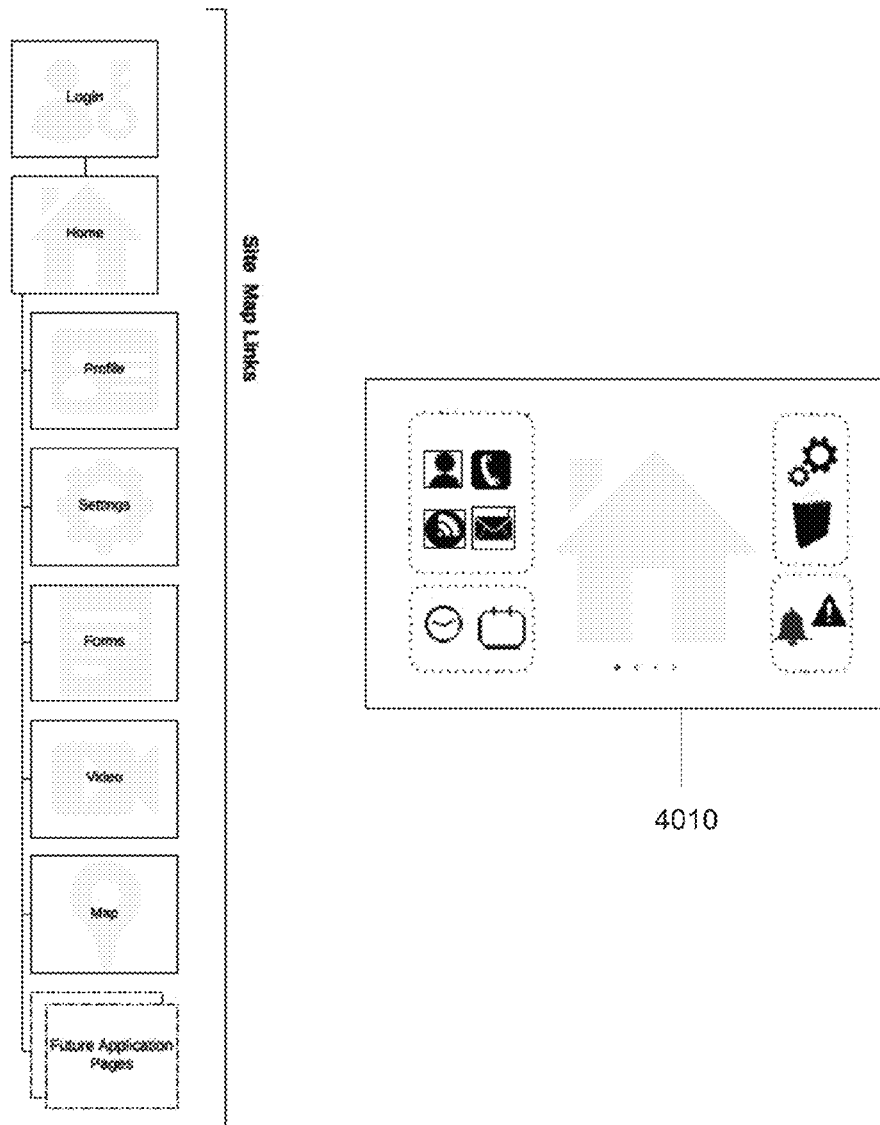 Login
Home
Site Map Links
Profile
Settings
Forms
Video
Map
Future Application
Pages
4010